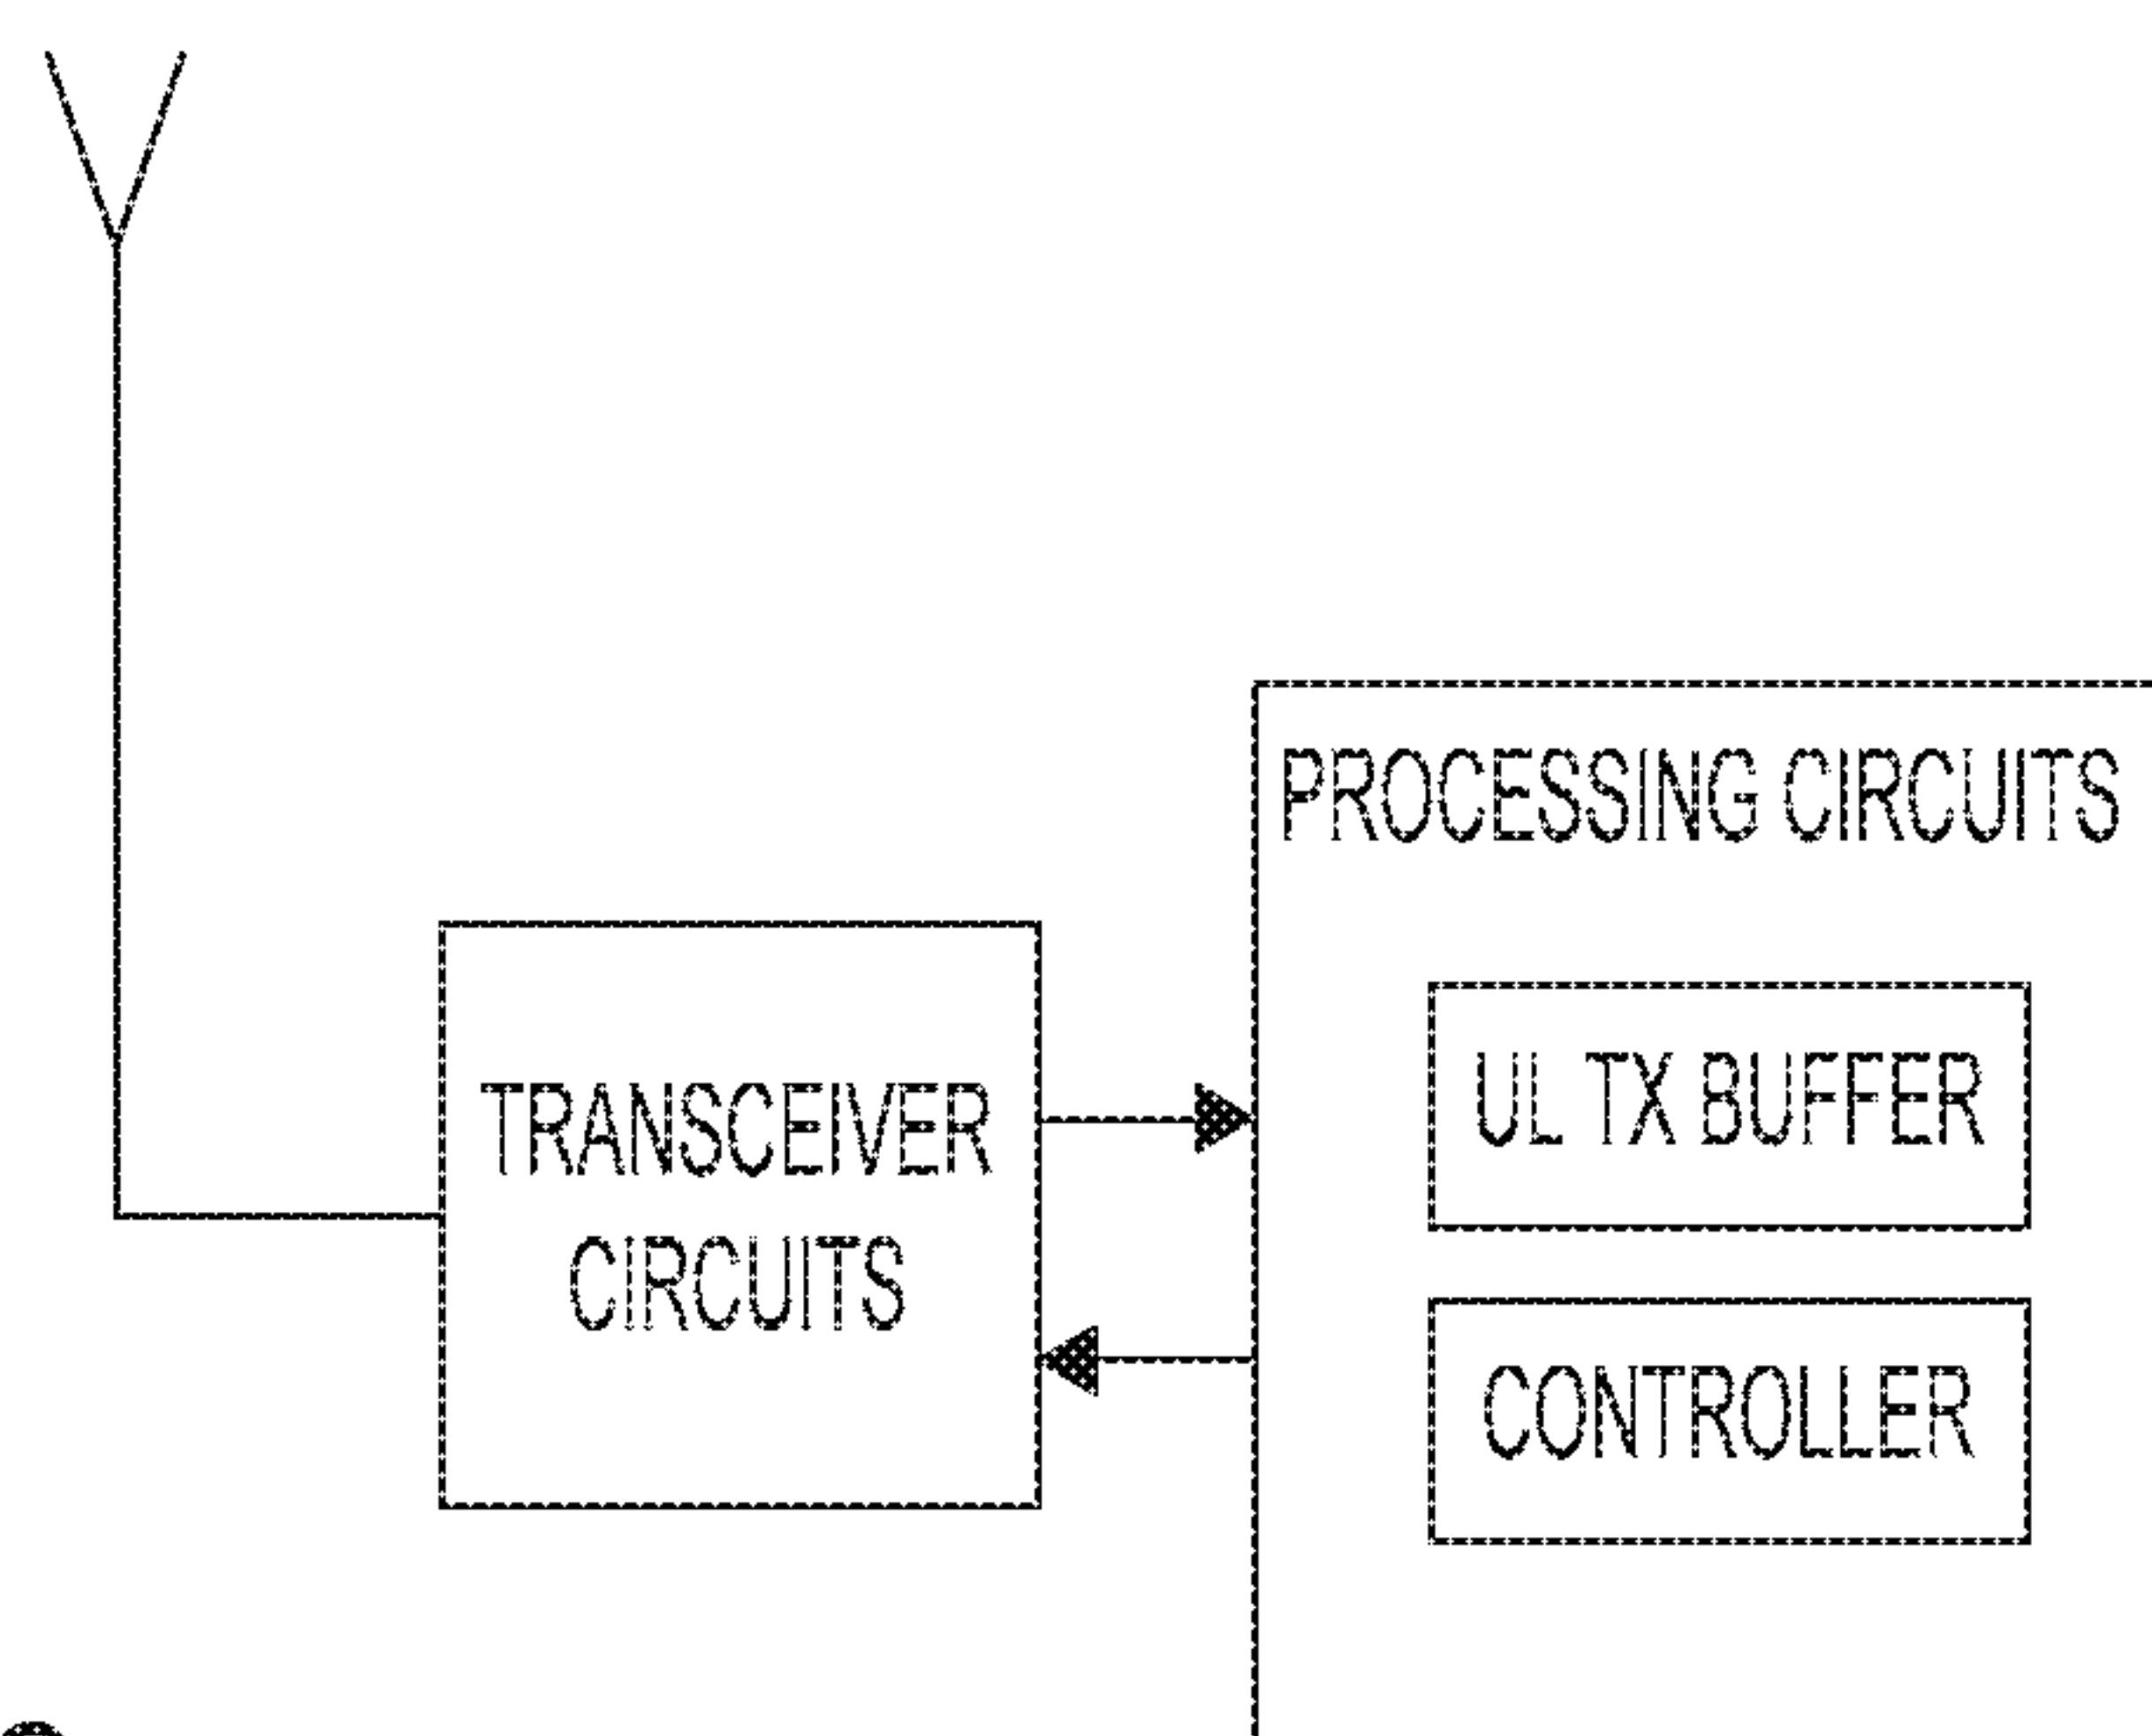 PROCESSING CIRCUITS
UL TX BUFFER
TRANSCEIVER
CIRCUITS
CONTROLLER